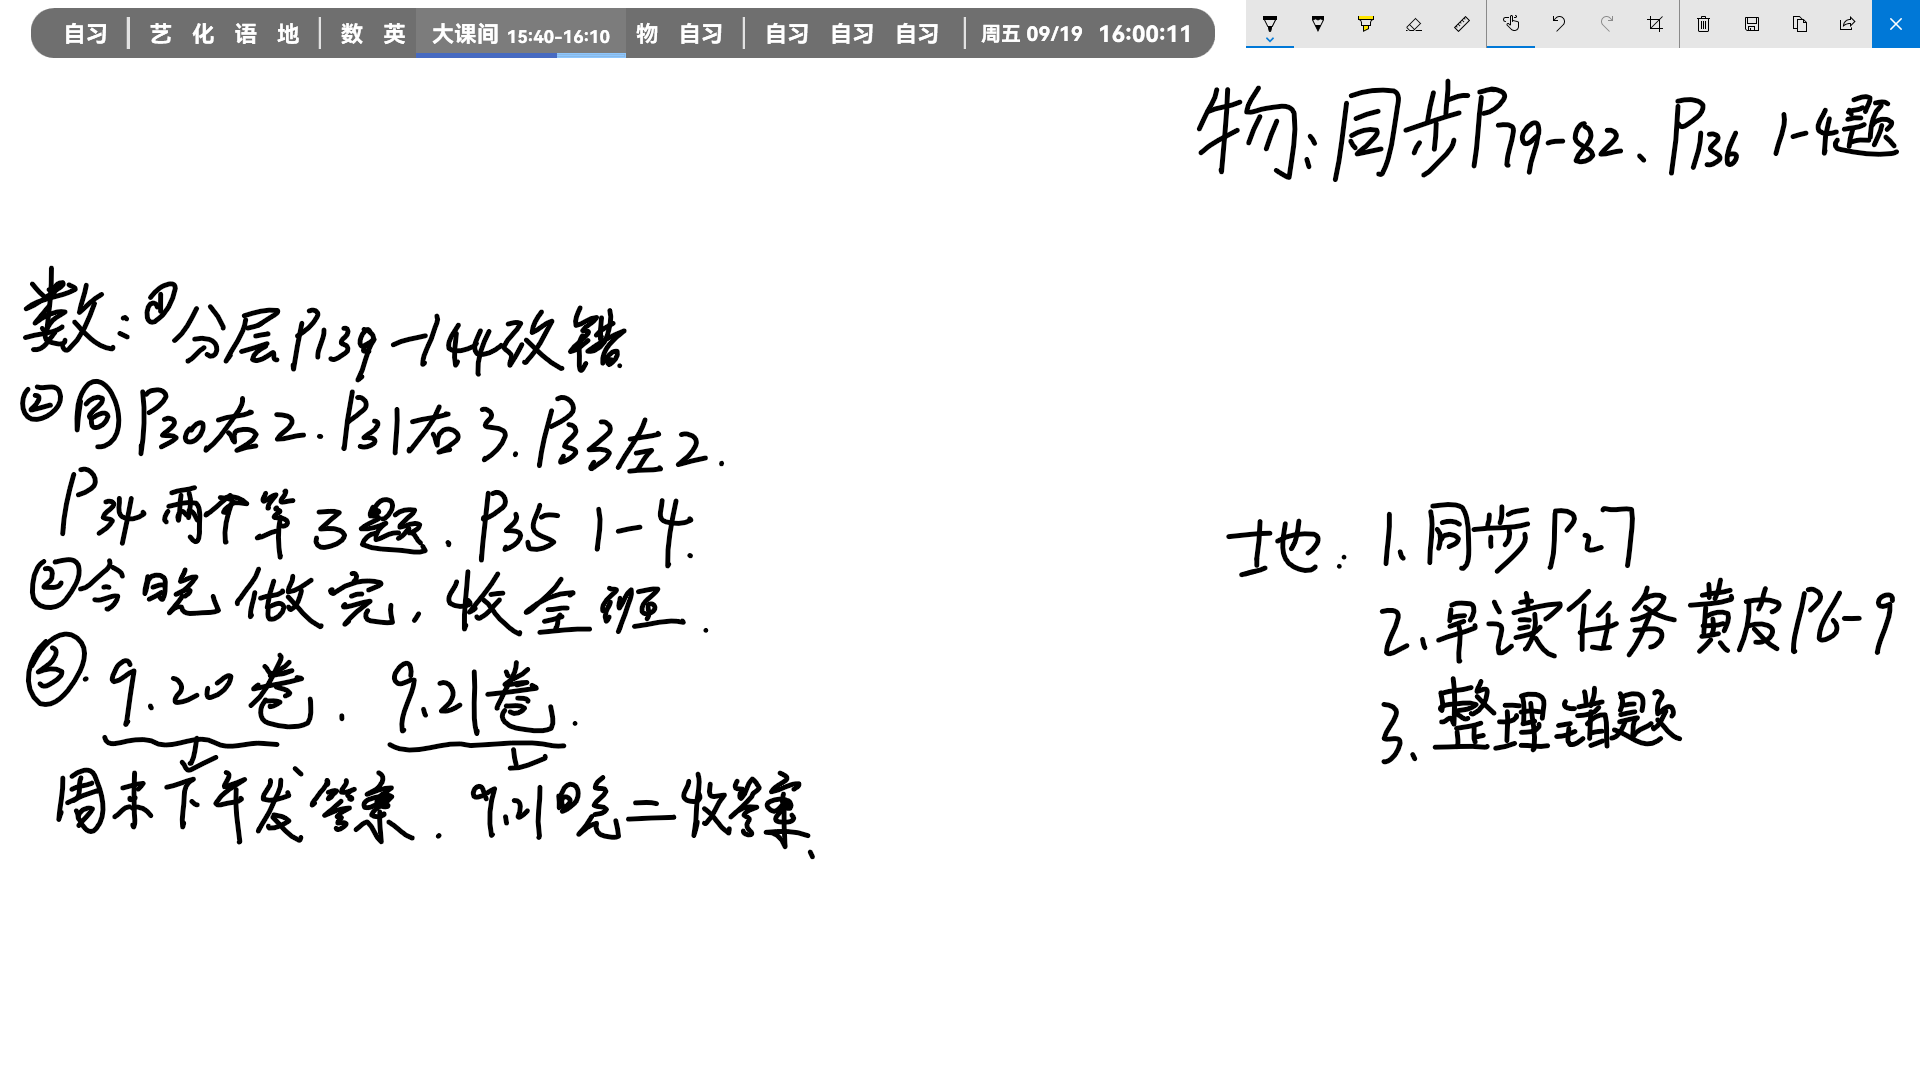 自习 | 艺 化 语 地 | 数 英 大课间 15:40-16:10 物 自习 | 自习 自习 自习 | 周五 09/19 16:00:11
物:同步P79-82、P136 1-4题
数:①分层P139-144改错.
②同P30右2.P31右3.P33左2.
P34两个第3题.P35 1-4.
②今晚做完,收全班.
③.9.20卷.9.21卷.
周末下午发答案.9.21晚二收答案.
地:1、同步P27
2、早读任务黄皮P6-9
3、整理错题